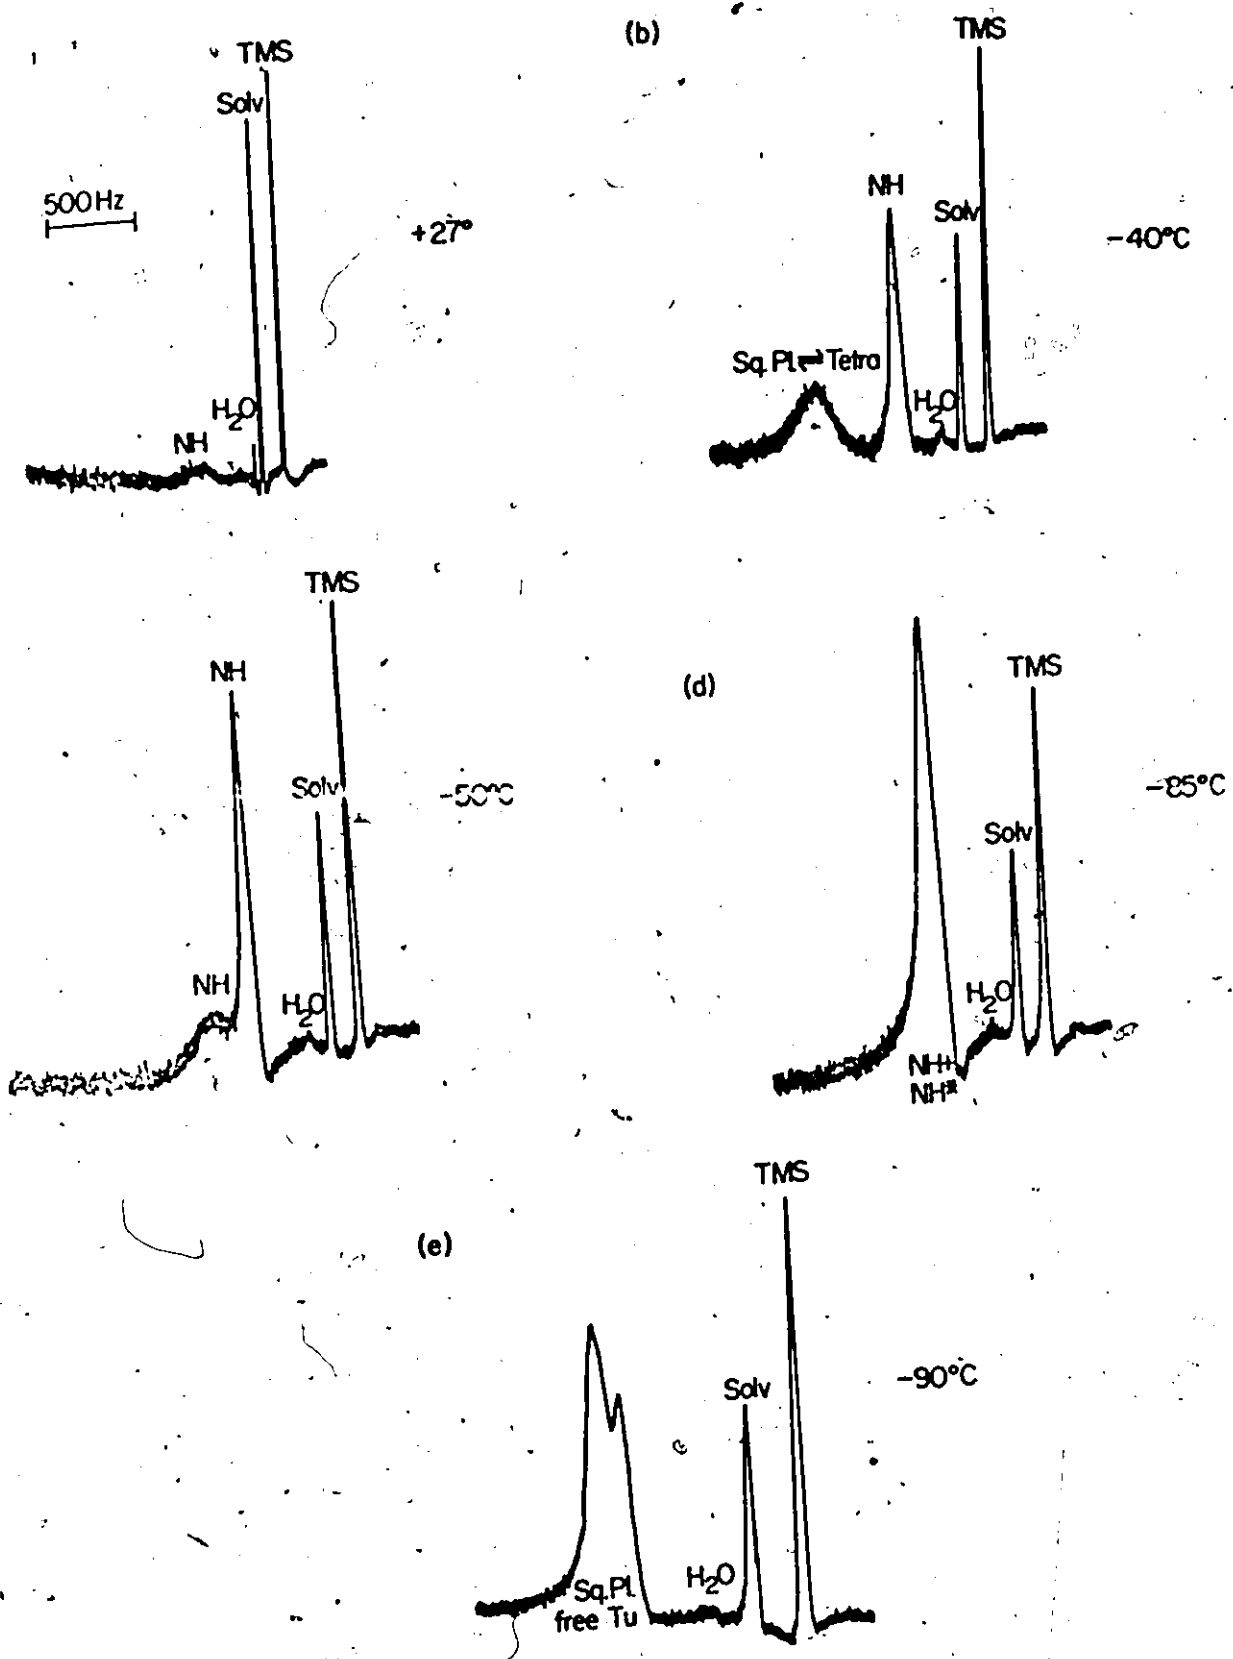 (b)
TMS
TMS
Solv
NH
500Hz
Solv
+27°
-40°C
Sq.Pl.⇌Tetra
H2O
H2O
NH
TMS
NH
(d)
TMS
Solv
-50°C
-85°C
Solv
NH
H2O
H2O
NH+
NH*
TMS
(e)
Solv
-90°C
Sq.Pl.
H2O
free Tu